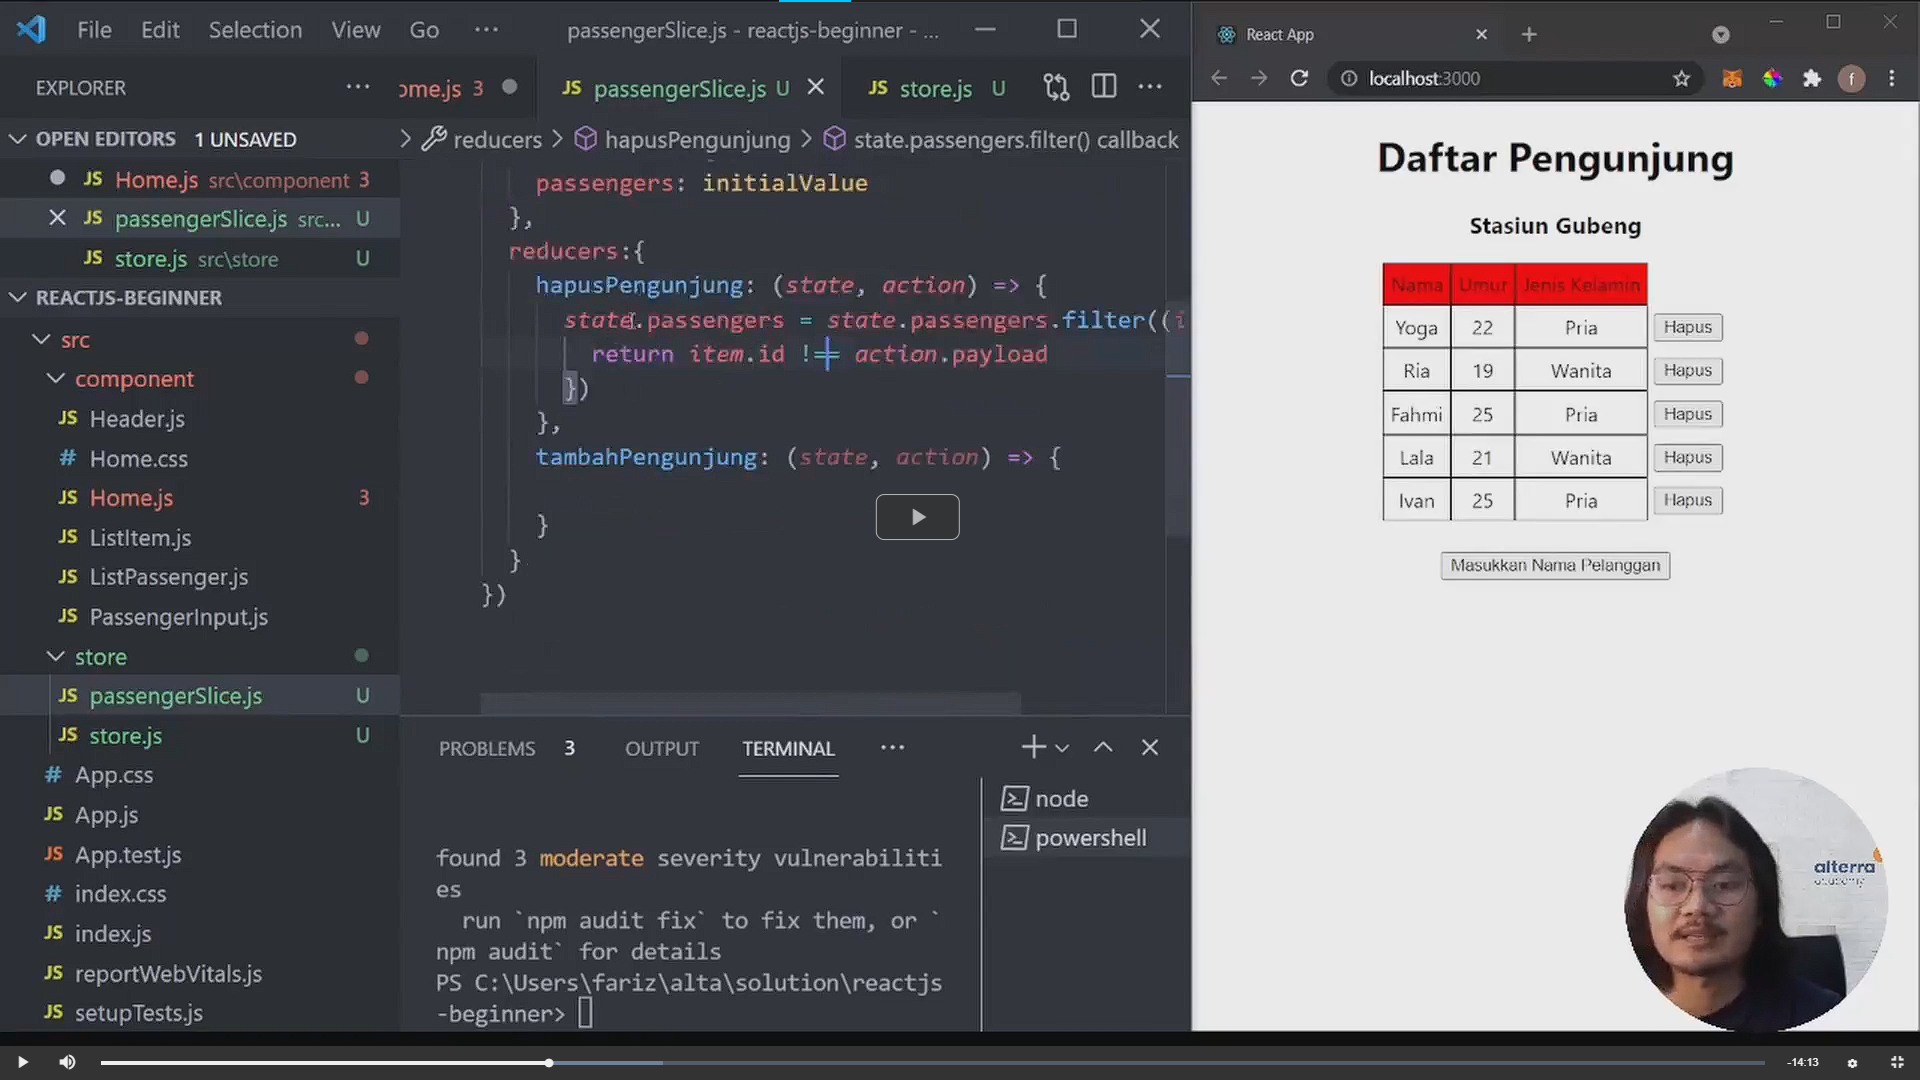 File Edit Selection View Go ··· passengerSlice.js - reactjs-beginner - ...
EXPLORER ···
ome.js 3
JS passengerSlice.js U
JS store.js U
OPEN EDITORS 1 UNSAVED
JS Home.js src\component 3
JS passengerSlice.js src... U
JS store.js src\store U
REACTJS-BEGINNER
src
component
JS Header.js
# Home.css
JS Home.js 3
JS ListItem.js
JS ListPassenger.js
JS PassengerInput.js
store
JS passengerSlice.js U
JS store.js U
# App.css
JS App.js
JS App.test.js
# index.css
JS index.js
JS reportWebVitals.js
JS setupTests.js
> reducers > hapusPengunjung > state.passengers.filter() callback
passengers: initialValue
},
reducers:{
hapusPengunjung: (state, action) => {
state.passengers = state.passengers.filter((i
return item.id !== action.payload
})
},
tambahPengunjung: (state, action) => {
}
}
})
PROBLEMS 3 OUTPUT TERMINAL ···
found 3 moderate severity vulnerabiliti
es
run `npm audit fix` to fix them, or `
npm audit` for details
PS C:\Users\fariz\alta\solution\reactjs
-beginner>
node
powershell
React App
localhost:3000
f
Daftar Pengunjung
Stasiun Gubeng
Nama Umur Jenis Kelamin
Yoga 22 Pria Hapus
Ria 19 Wanita Hapus
Fahmi 25 Pria Hapus
Lala 21 Wanita Hapus
Ivan 25 Pria Hapus
Masukkan Nama Pelanggan
alterra
academy
-14:13